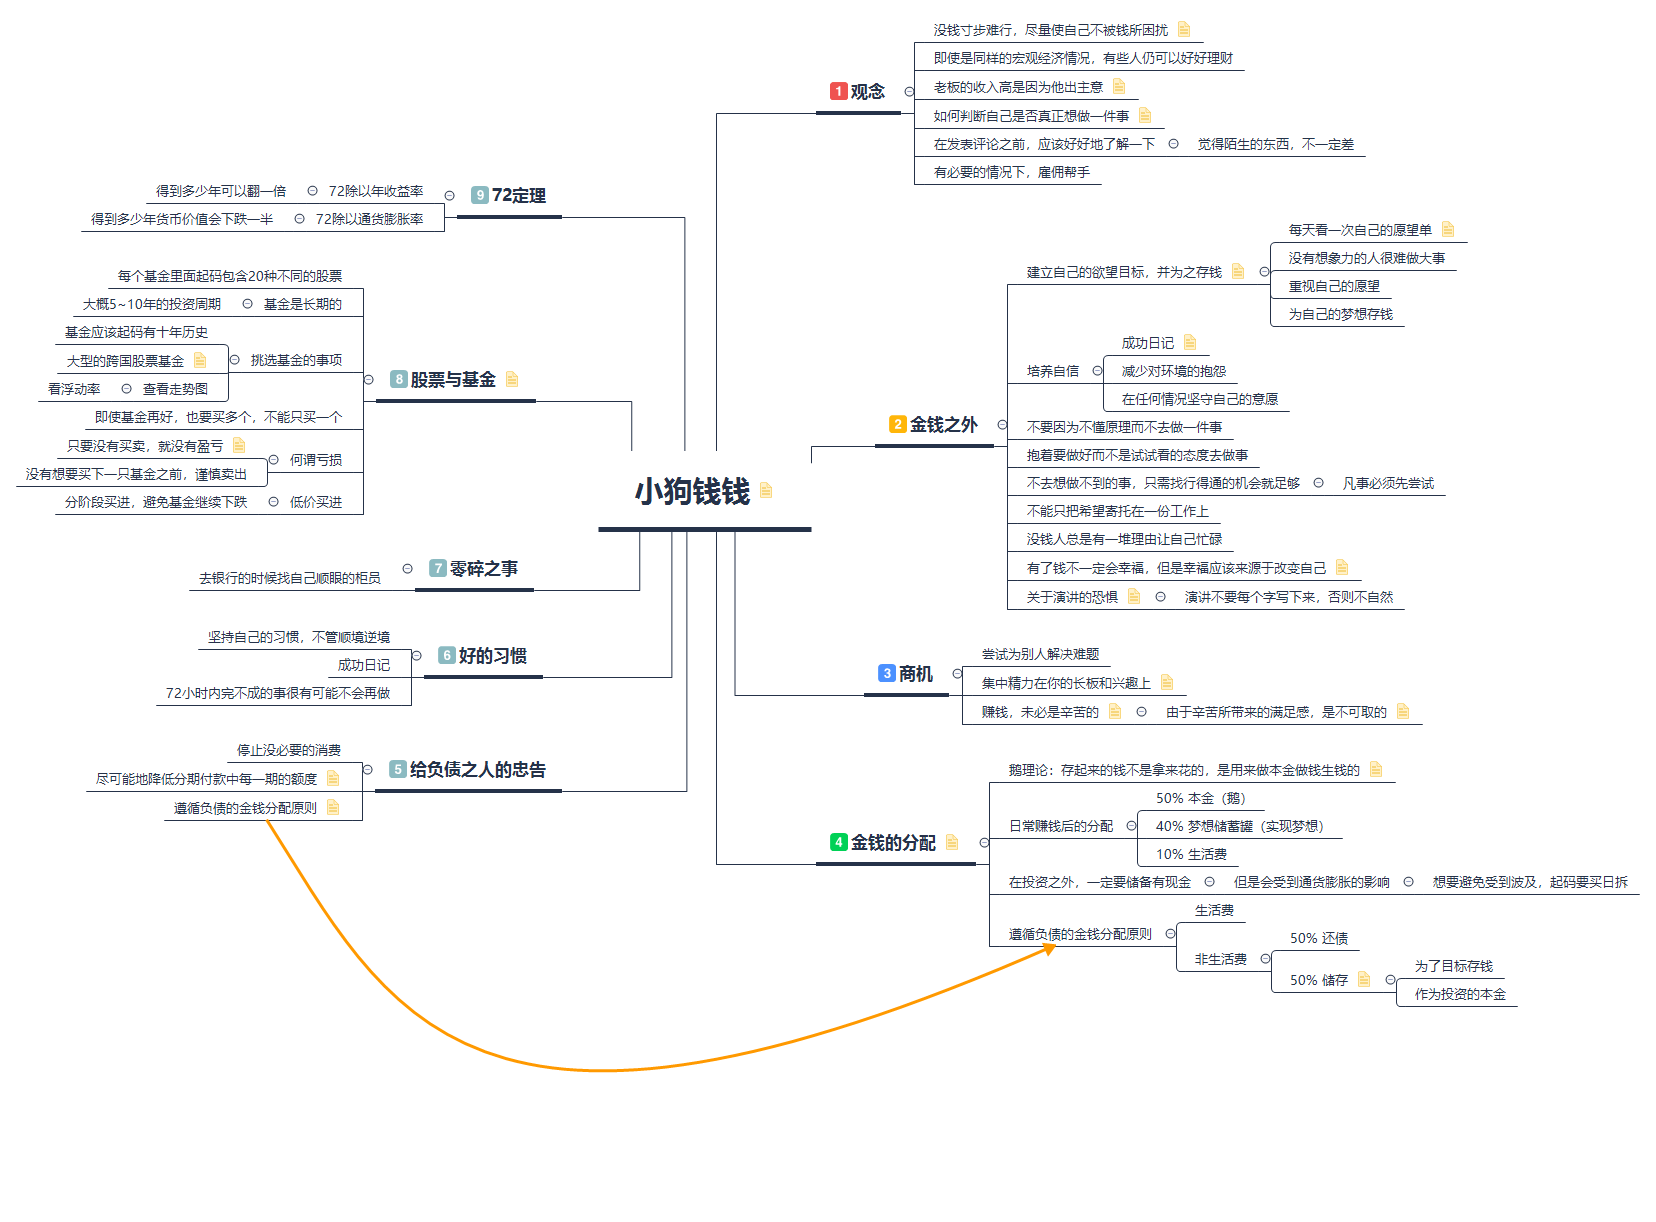 小狗钱钱
1 观念
没钱寸步难行，尽量使自己不被钱所困扰
即使是同样的宏观经济情况，有些人仍可以好好理财
老板的收入高是因为他出主意
如何判断自己是否真正想做一件事
在发表评论之前，应该好好地了解一下
觉得陌生的东西，不一定差
有必要的情况下，雇佣帮手
2 金钱之外
建立自己的欲望目标，并为之存钱
每天看一次自己的愿望单
没有想象力的人很难做大事
重视自己的愿望
为自己的梦想存钱
培养自信
成功日记
减少对环境的抱怨
在任何情况坚守自己的意愿
不要因为不懂原理而不去做一件事
抱着要做好而不是试试看的态度去做事
不去想做不到的事，只需找行得通的机会就足够
凡事必须先尝试
不能只把希望寄托在一份工作上
没钱人总是有一堆理由让自己忙碌
有了钱不一定会幸福，但是幸福应该来源于改变自己
关于演讲的恐惧
演讲不要每个字写下来，否则不自然
3 商机
尝试为别人解决难题
集中精力在你的长板和兴趣上
赚钱，未必是辛苦的
由于辛苦所带来的满足感，是不可取的
4 金钱的分配
鹅理论：存起来的钱不是拿来花的，是用来做本金做钱生钱的
日常赚钱后的分配
50% 本金（鹅）
40% 梦想储蓄罐（实现梦想）
10% 生活费
在投资之外，一定要储备有现金
但是会受到通货膨胀的影响
想要避免受到波及，起码要买日拆
遵循负债的金钱分配原则
生活费
非生活费
50% 还债
50% 储存
为了目标存钱
作为投资的本金
5 给负债之人的忠告
停止没必要的消费
尽可能地降低分期付款中每一期的额度
遵循负债的金钱分配原则
6 好的习惯
坚持自己的习惯，不管顺境逆境
成功日记
72小时内完不成的事很有可能不会再做
7 零碎之事
去银行的时候找自己顺眼的柜员
8 股票与基金
每个基金里面起码包含20种不同的股票
基金是长期的
大概5~10年的投资周期
挑选基金的事项
基金应该起码有十年历史
大型的跨国股票基金
查看走势图
看浮动率
即使基金再好，也要买多个，不能只买一个
何谓亏损
只要没有买卖，就没有盈亏
没有想要买下一只基金之前，谨慎卖出
低价买进
分阶段买进，避免基金继续下跌
9 72定理
72除以年收益率
得到多少年可以翻一倍
72除以通货膨胀率
得到多少年货币价值会下跌一半